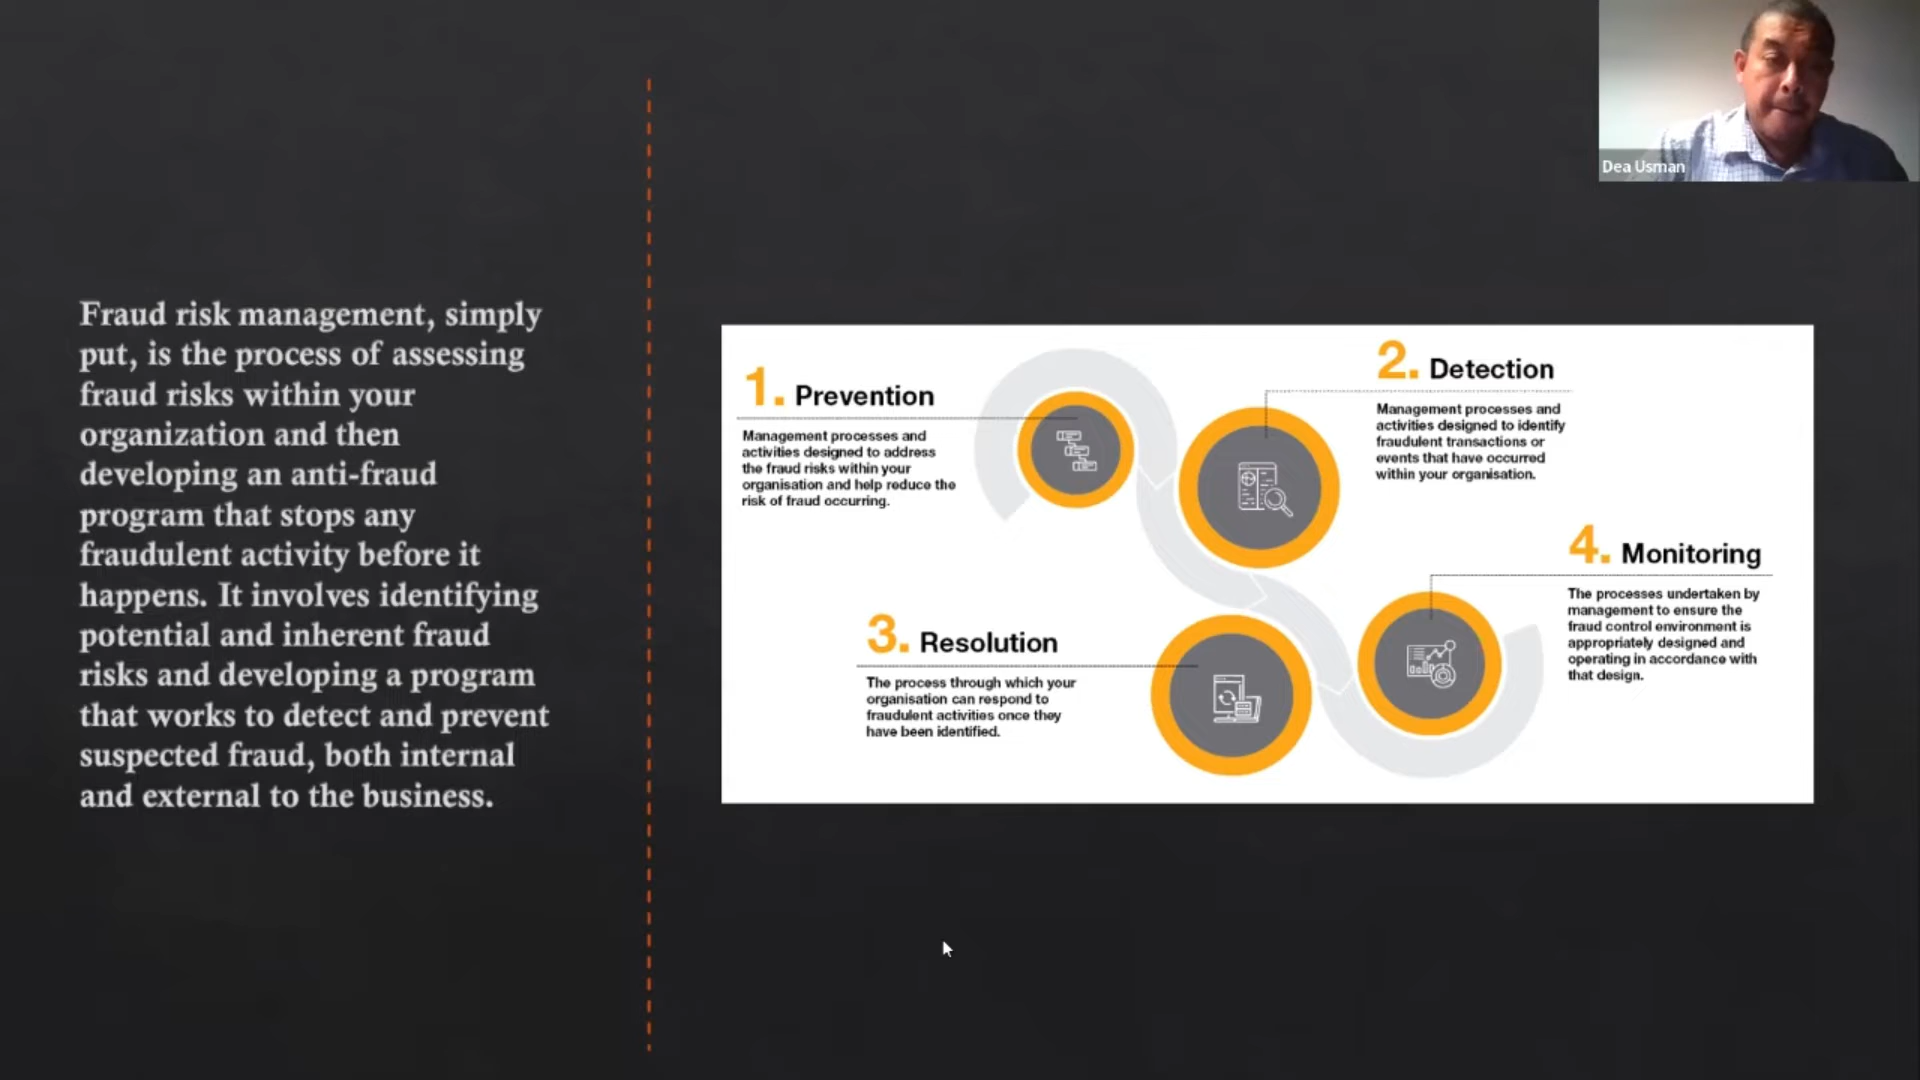 Dea Usman
Fraud risk management, simply
put, is the process of assessing
fraud risks within your
organization and then
developing an anti-fraud
program that stops any
fraudulent activity before it
happens. It involves identifying
potential and inherent fraud
risks and developing a program
that works to detect and prevent
suspected fraud, both internal
and external to the business.
1. Prevention
Management processes and
activities designed to address
the fraud risks within your
organisation and help reduce the
risk of fraud occurring.
2. Detection
Management processes and
activities designed to identify
fraudulent transactions or
events that have occurred
within your organisation.
3. Resolution
The process through which your
organisation can respond to
fraudulent activities once they
have been identified.
4. Monitoring
The processes undertaken by
management to ensure the
fraud control environment is
appropriately designed and
operating in accordance with
that design.